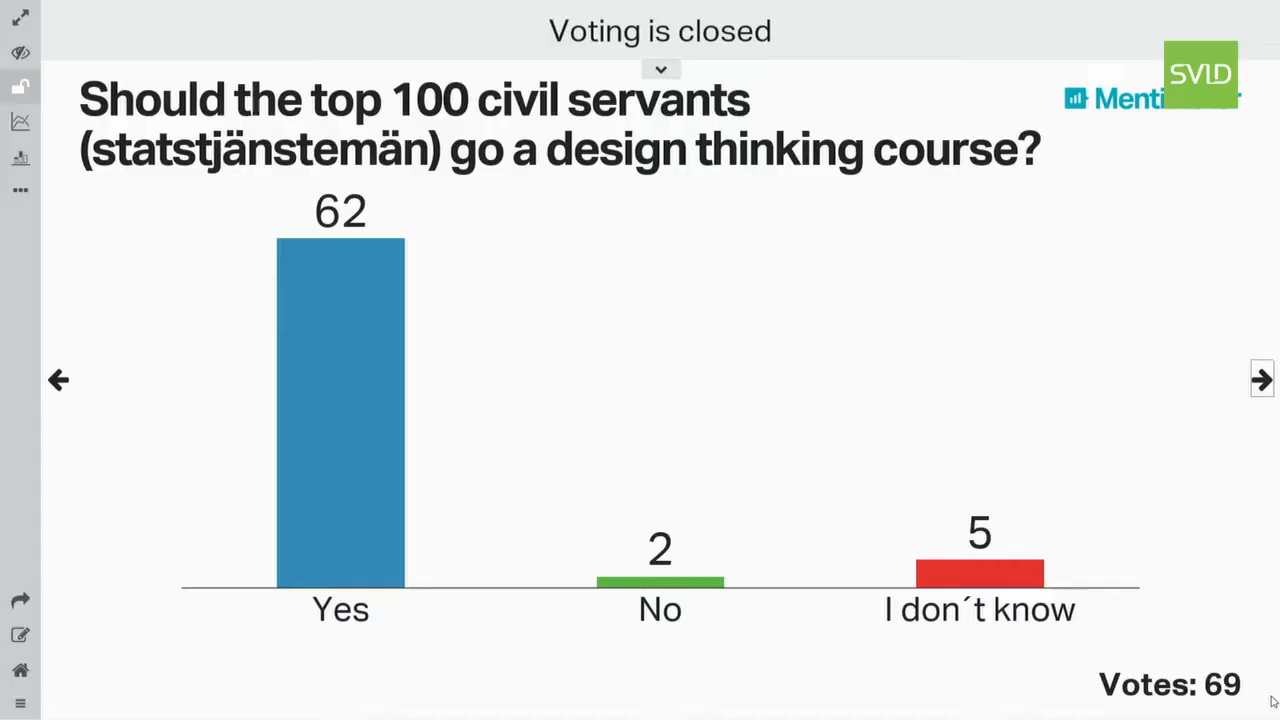 Voting is closed
SVID
Should the top 100 civil servants
(statstjänstemän) go a design thinking course?
62
2
5
Yes
No
I don´t know
Votes: 69